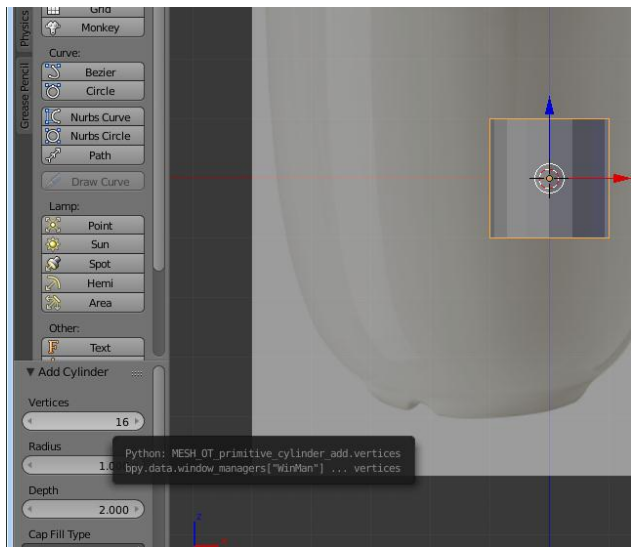 Physics
Grease Pencil
Grid
Monkey
Curve:
Bezier
Circle
Nurbs Curve
Nurbs Circle
Path
Draw Curve
Lamp:
Point
Sun
Spot
Hemi
Area
Other:
Text
▼ Add Cylinder
Vertices
16
Radius
1.00
Python: MESH_OT_primitive_cylinder_add.vertices
bpy.data.window_managers["WinMan"] ... vertices
Depth
2.000
Cap Fill Type
z
x